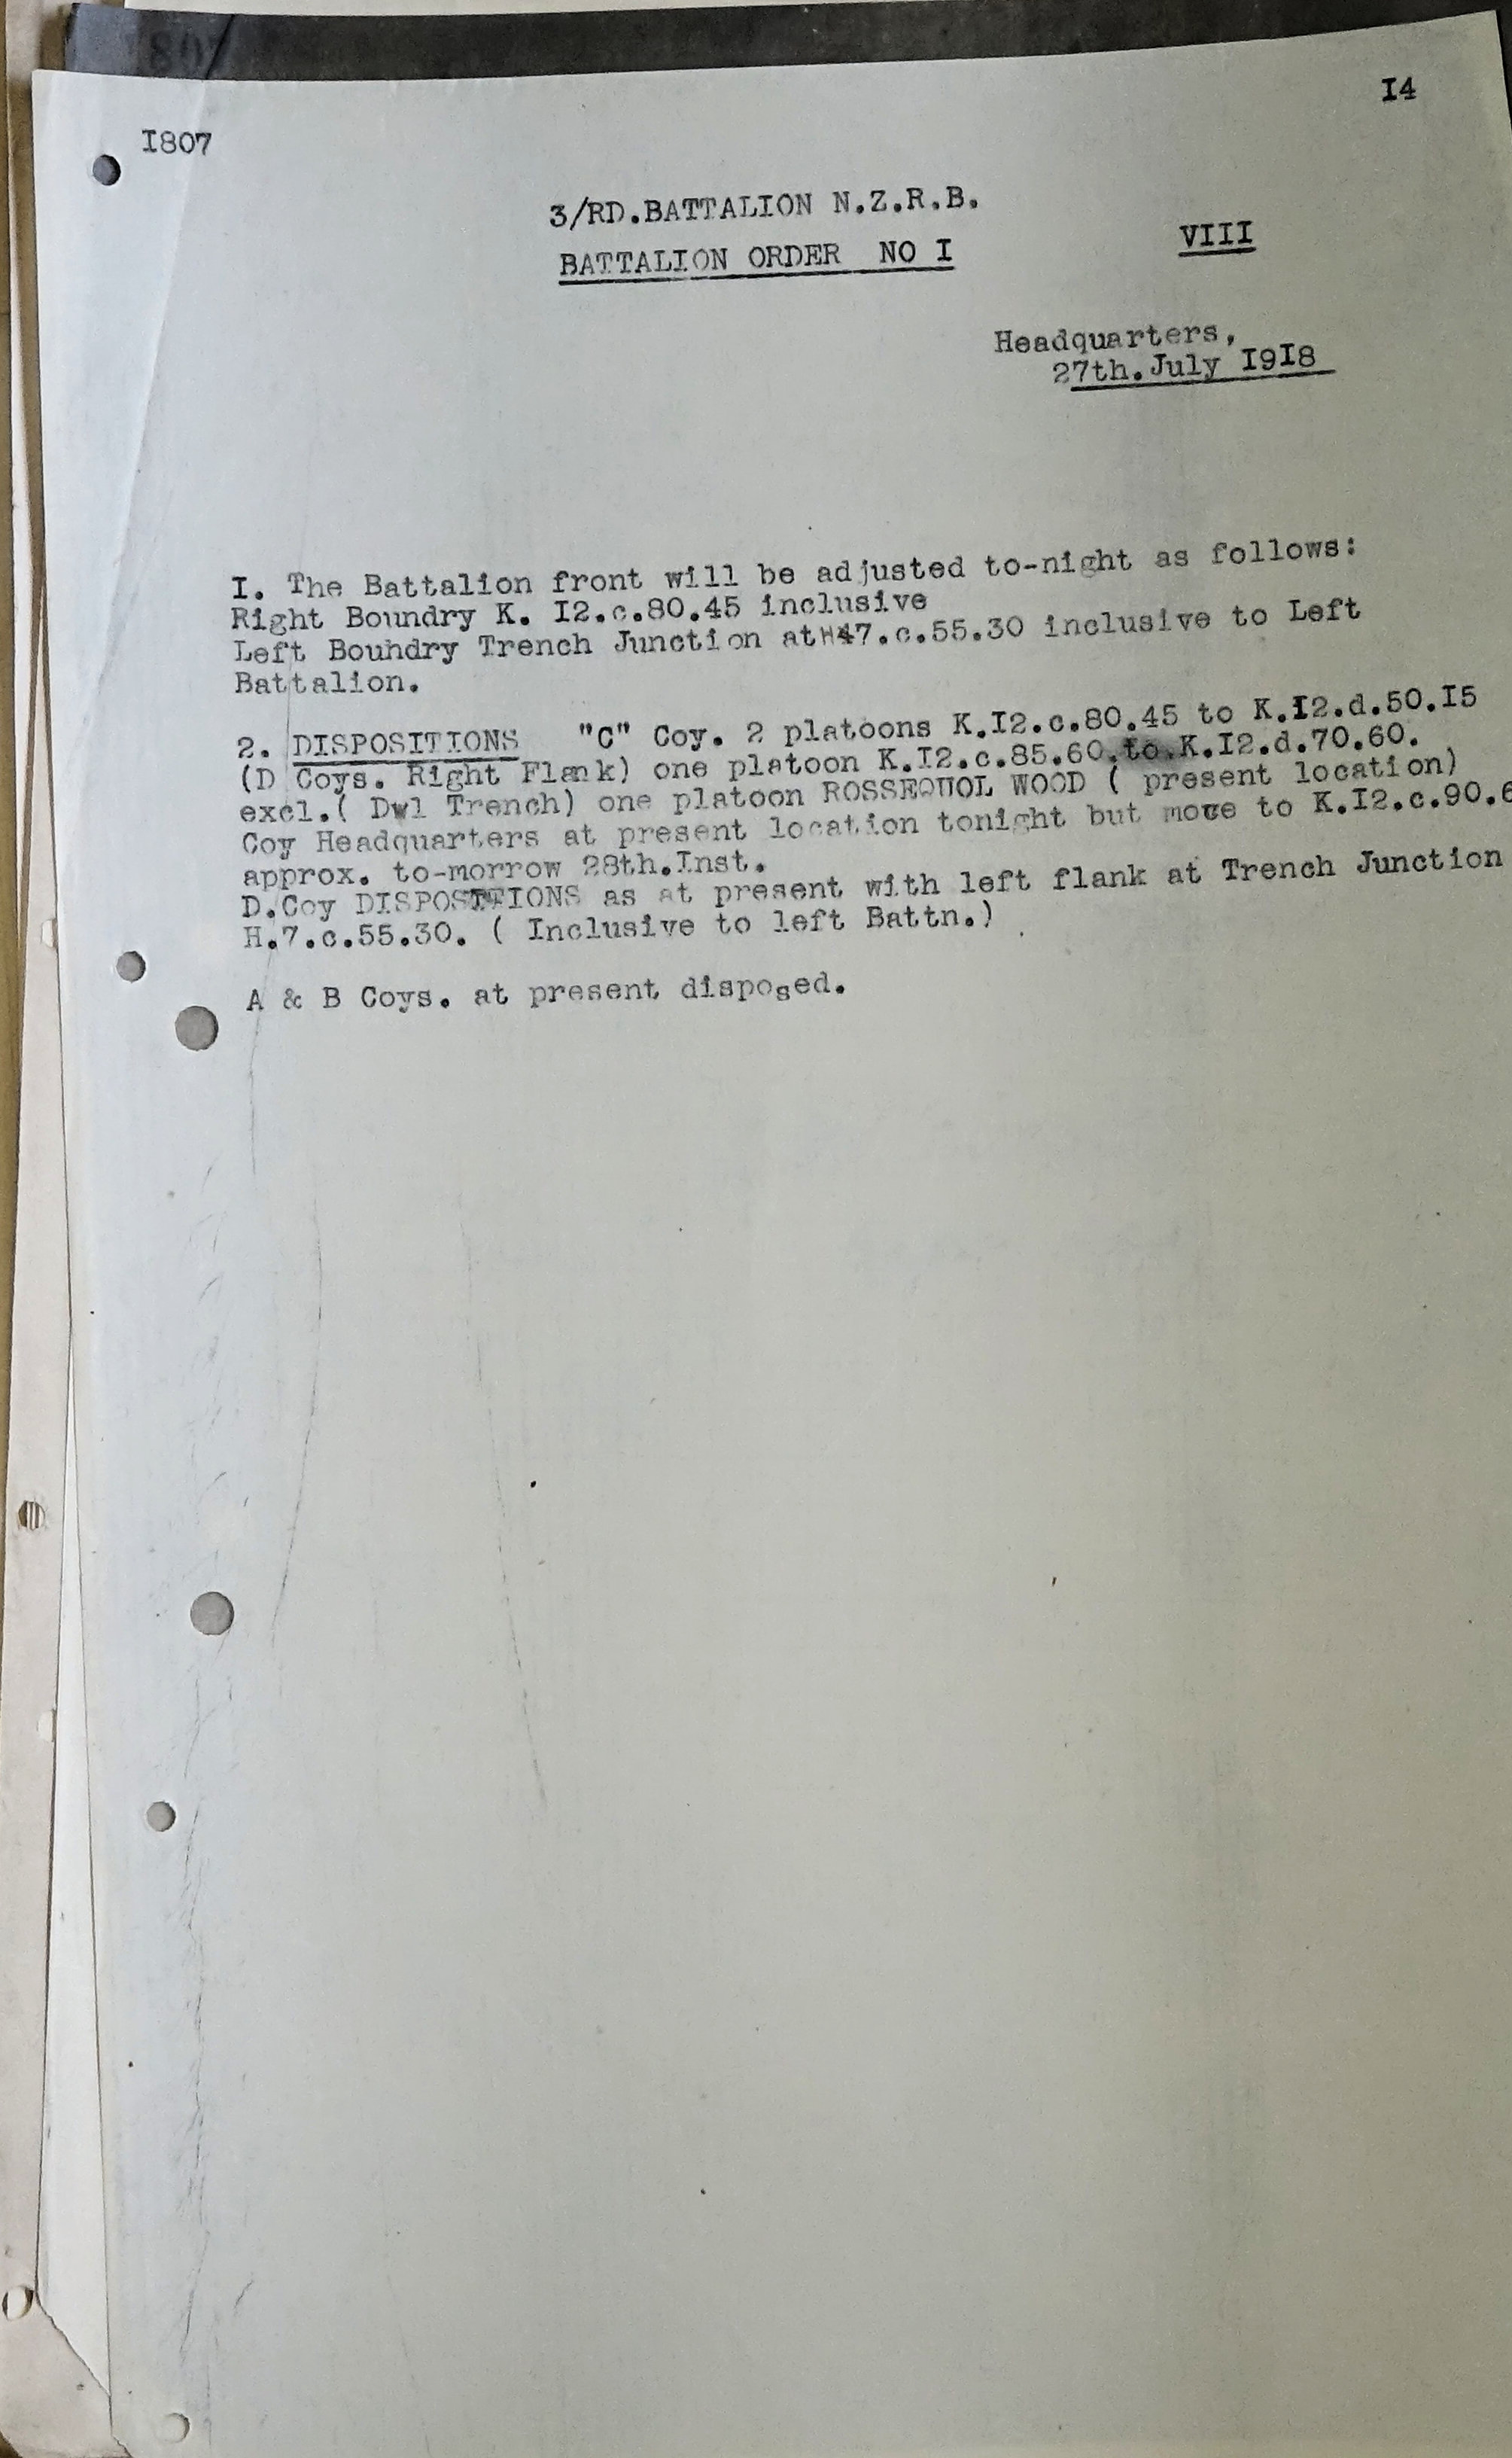 I4
I807
3/RD.BATTALION N.Z.R.B.
BATTALION ORDER NO I
VIII
Headquarters,
27th.July I9I8
I. The Battalion front will be adjusted to-night as follows:
Right Boundry K. I2.c.80.45 inclusive
Left Boundry Trench Junction at 7.c.55.30 inclusive to Left
Battalion.
2. DISPOSITIONS "C" Coy. 2 platoons K.I2.c.80.45 to K.I2.d.50.I5
(D Coys. Right Flank) one platoon K.I2.c.85.60.to.K.I2.d.70.60.
excl.( Dwl Trench) one platoon ROSSEQUOL WOOD ( present location)
Coy Headquarters at present location tonight but move to K.I2.c.90.6
approx. to-morrow 28th.Inst.
D.Coy DISPOSITIONS as at present with left flank at Trench Junction
H.7.c.55.30. ( Inclusive to left Battn.)
A & B Coys. at present disposed.